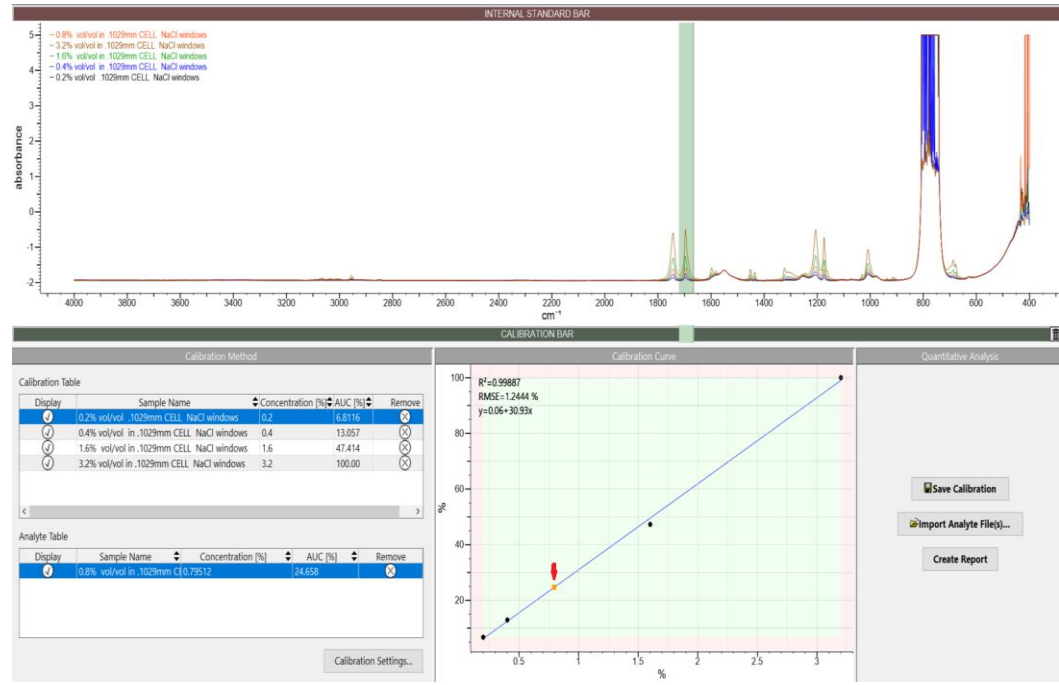 INTERNAL STANDARD BAR
0.8% vol/vol in .1029mm CELL NaCl windows
3.2% vol/vol in .1029mm CELL NaCl windows
1.6% vol/vol in .1029mm CELL NaCl windows
0.4% vol/vol in .1029mm CELL NaCl windows
0.2% vol/vol .1029mm CELL NaCl windows
absorbance
5
4
3
2
1
0
-1
-2
4000 3800 3600 3400 3200 3000 2800 2600 2400 2200 2000 1800 1600 1400 1200 1000 800 600 400
cm⁻¹
CALIBRATION BAR
Calibration Method
Calibration Table
Display Sample Name Concentration [%] AUC [%] Remove
0.2% vol/vol .1029mm CELL NaCl windows 0.2 6.8116
0.4% vol/vol in .1029mm CELL NaCl windows 0.4 13.057
1.6% vol/vol in .1029mm CELL NaCl windows 1.6 47.414
3.2% vol/vol in .1029mm CELL NaCl windows 3.2 100.00
Analyte Table
Display Sample Name Concentration [%] AUC [%] Remove
0.8% vol/vol in .1029mm CI 0.79512 24.658
Calibration Settings...
Calibration Curve
R²=0.99887
RMSE=1.2444 %
y=0.06+30.93x
%
100
80
60
40
20
0.5 1 1.5 2 2.5 3
%
Quantitative Analysis
Save Calibration
Import Analyte File(s)...
Create Report